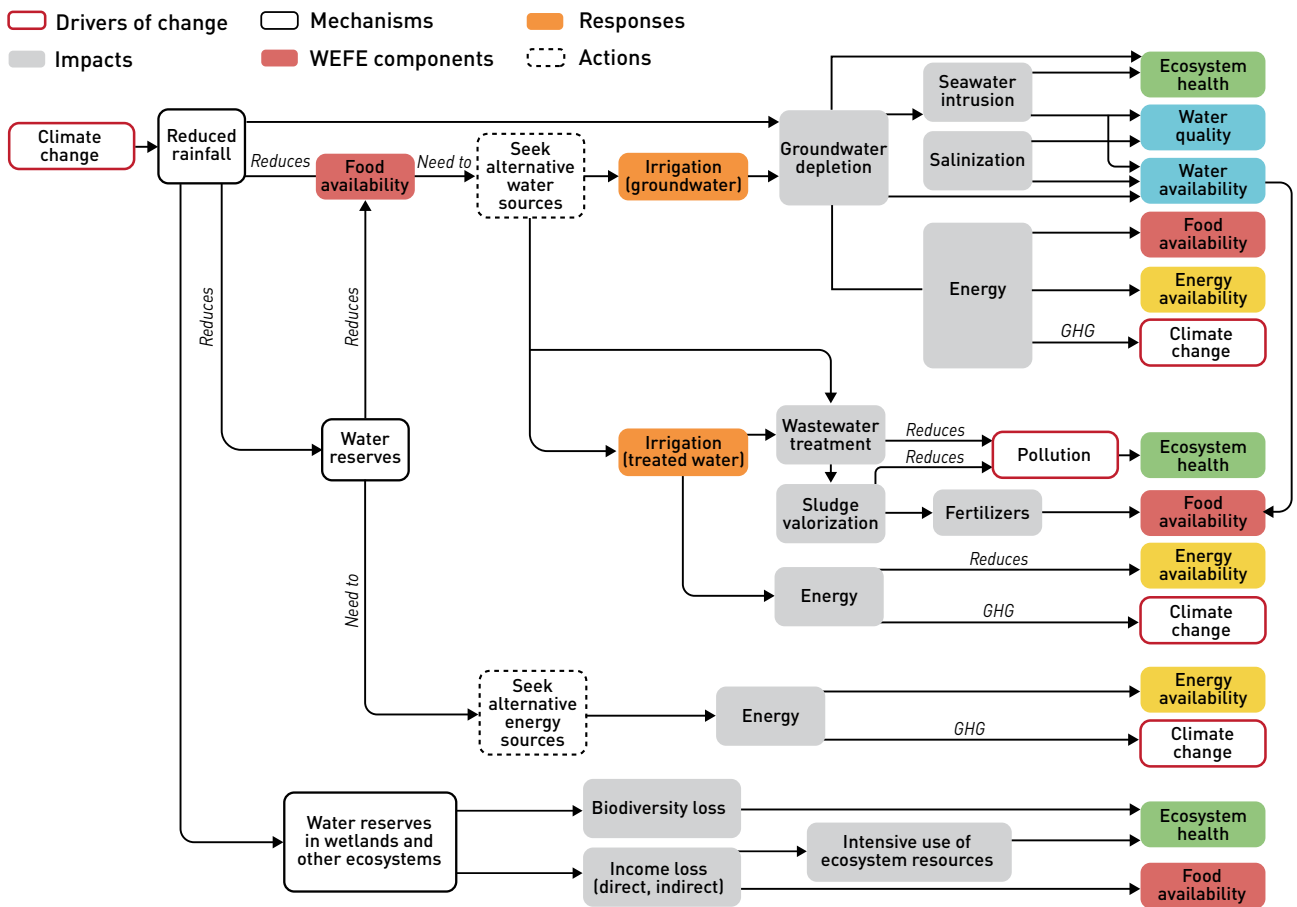 Drivers of change
Mechanisms
Responses
Impacts
WEFE components
Actions
Climate
change
Reduced
rainfall
Reduces
Food
availability
Need to
Seek
alternative
water
sources
Irrigation
(groundwater)
Groundwater
depletion
Seawater
intrusion
Salinization
Ecosystem
health
Water
quality
Water
availability
Energy
Food
availability
Energy
availability
GHG
Climate
change
Reduces
Reduces
Water
reserves
Irrigation
(treated water)
Wastewater
treatment
Reduces
Reduces
Pollution
Ecosystem
health
Sludge
valorization
Fertilizers
Food
availability
Energy
Reduces
Energy
availability
GHG
Climate
change
Need to
Seek
alternative
energy
sources
Energy
Energy
availability
GHG
Climate
change
Water reserves
in wetlands and
other ecosystems
Biodiversity loss
Income loss
(direct, indirect)
Intensive use of
ecosystem resources
Ecosystem
health
Food
availability